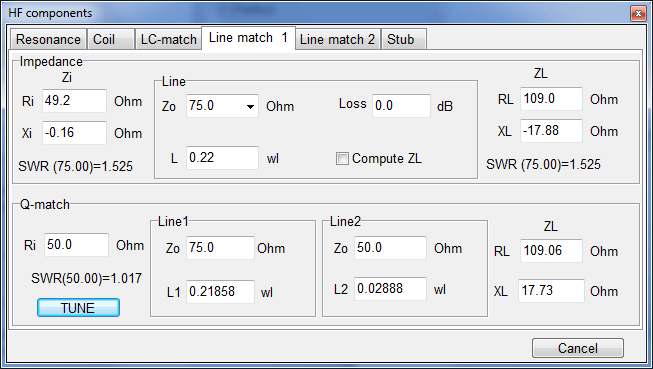 HF components
Resonance Coil LC-match Line match 1 Line match 2 Stub
Impedance
Zi Line ZL
Ri 49.2 Ohm Zo 75.0 Ohm Loss 0.0 dB RL 109.0 Ohm
Xi -0.16 Ohm XL -17.88 Ohm
SWR (75.00)=1.525 L 0.22 wl Compute ZL SWR (75.00)=1.525
Q-match
Line1 Line2 ZL
Ri 50.0 Ohm Zo 75.0 Ohm Zo 50.0 Ohm RL 109.06 Ohm
SWR(50.00)=1.017 L1 0.21858 wl L2 0.02888 wl XL 17.73 Ohm
TUNE
Cancel